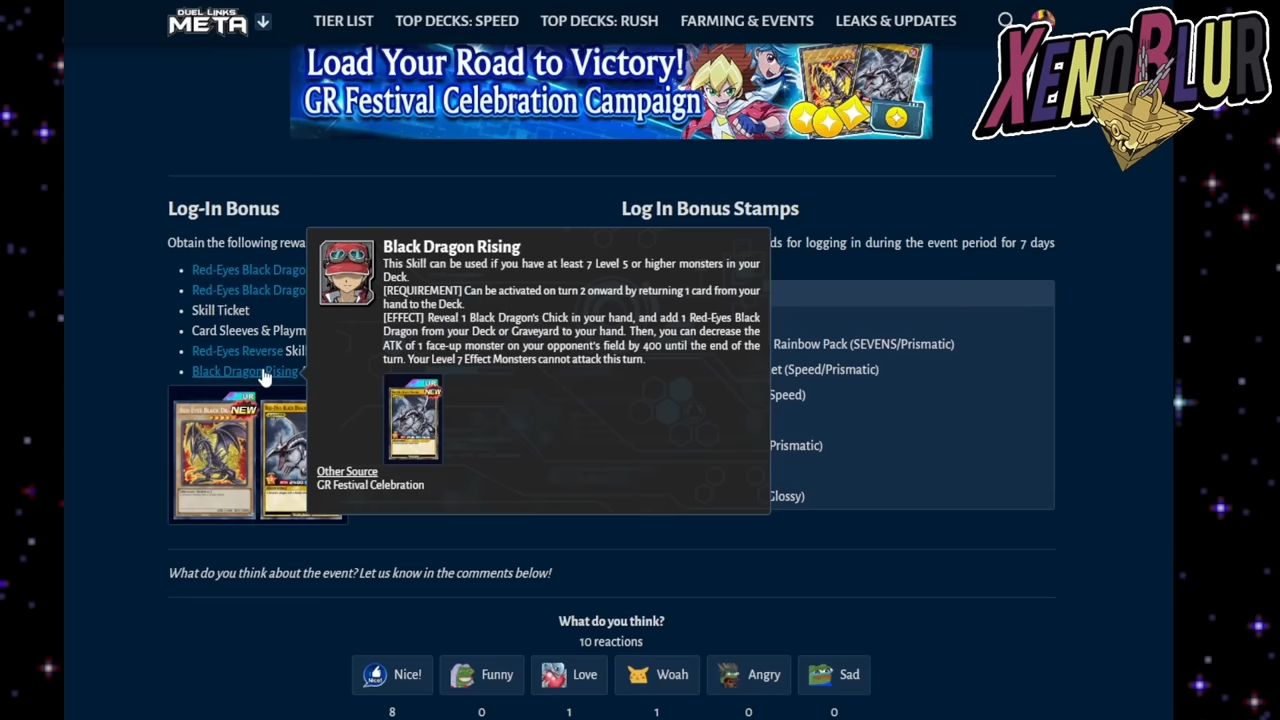 DUEL LINKS
META
TIER LIST
TOP DECKS: SPEED
TOP DECKS: RUSH
FARMING & EVENTS
LEAKS & UPDATES
XENOBLUR
Load Your Road to Victory!
GR Festival Celebration Campaign
Log-In Bonus
Log In Bonus Stamps
Obtain the following rewa
ds for logging in during the event period for 7 days
Red-Eyes Black Drago
Red-Eyes Black Drago
Skill Ticket
Card Sleeves & Playm
Red-Eyes Reverse Skil
Black Dragon Rising
Black Dragon Rising
This Skill can be used if you have at least 7 Level 5 or higher monsters in your
Deck.
[REQUIREMENT] Can be activated on turn 2 onward by returning 1 card from your
hand to the Deck.
[EFFECT] Reveal 1 Black Dragon's Chick in your hand, and add 1 Red-Eyes Black
Dragon from your Deck or Graveyard to your hand. Then, you can decrease the
ATK of 1 face-up monster on your opponent's field by 400 until the end of the
turn. Your Level 7 Effect Monsters cannot attack this turn.
UR
NEW
Other Source
GR Festival Celebration
Rainbow Pack (SEVENS/Prismatic)
et (Speed/Prismatic)
Speed)
Prismatic)
Glossy)
UR
NEW
What do you think about the event? Let us know in the comments below!
What do you think?
10 reactions
Nice!
Funny
Love
Woah
Angry
Sad
8
0
1
1
0
0